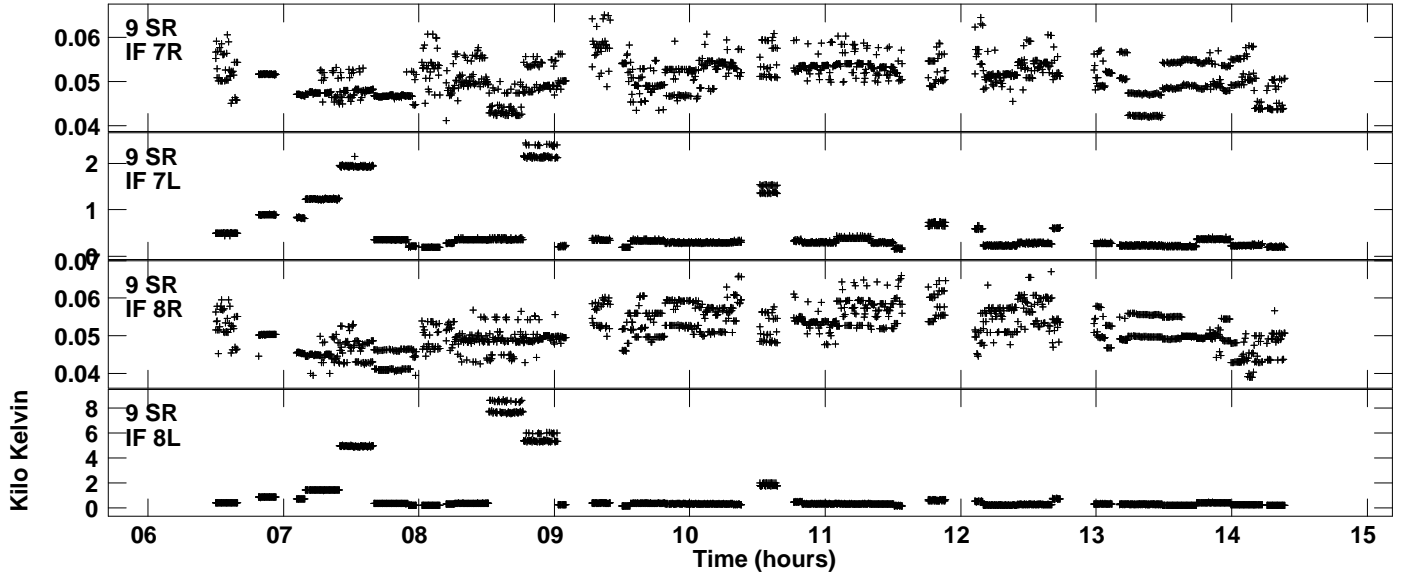 9 SR
IF 7R
0.06
0.05
0.04
9 SR
IF 7L
2
1
0
0.07
9 SR
IF 8R
0.06
0.05
0.04
9 SR
IF 8L
8
6
4
2
0
Kilo Kelvin
06 07 08 09 10 11 12 13 14 15
Time (hours)